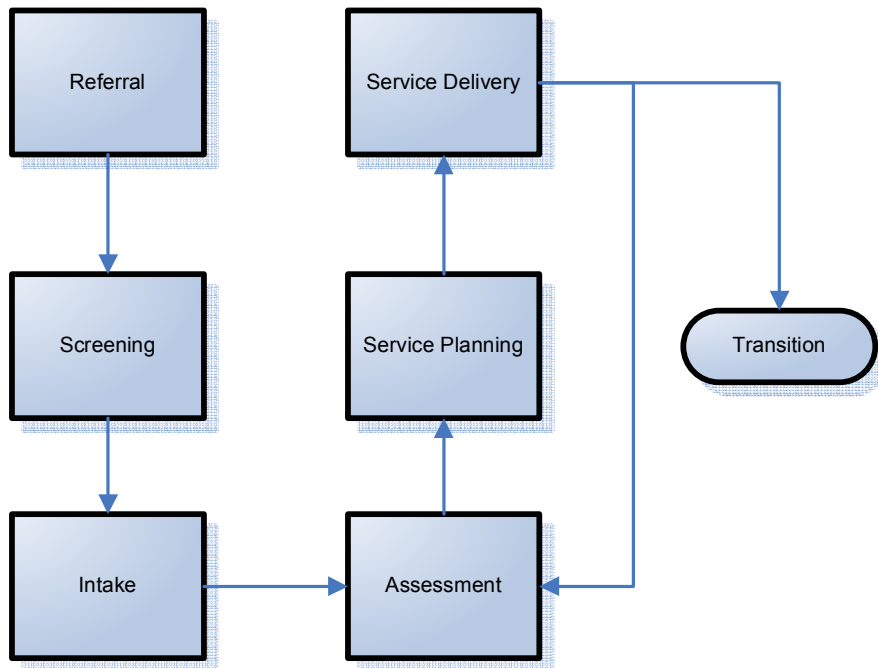 Referral
Screening
Intake
Assessment
Service Planning
Service Delivery
Transition